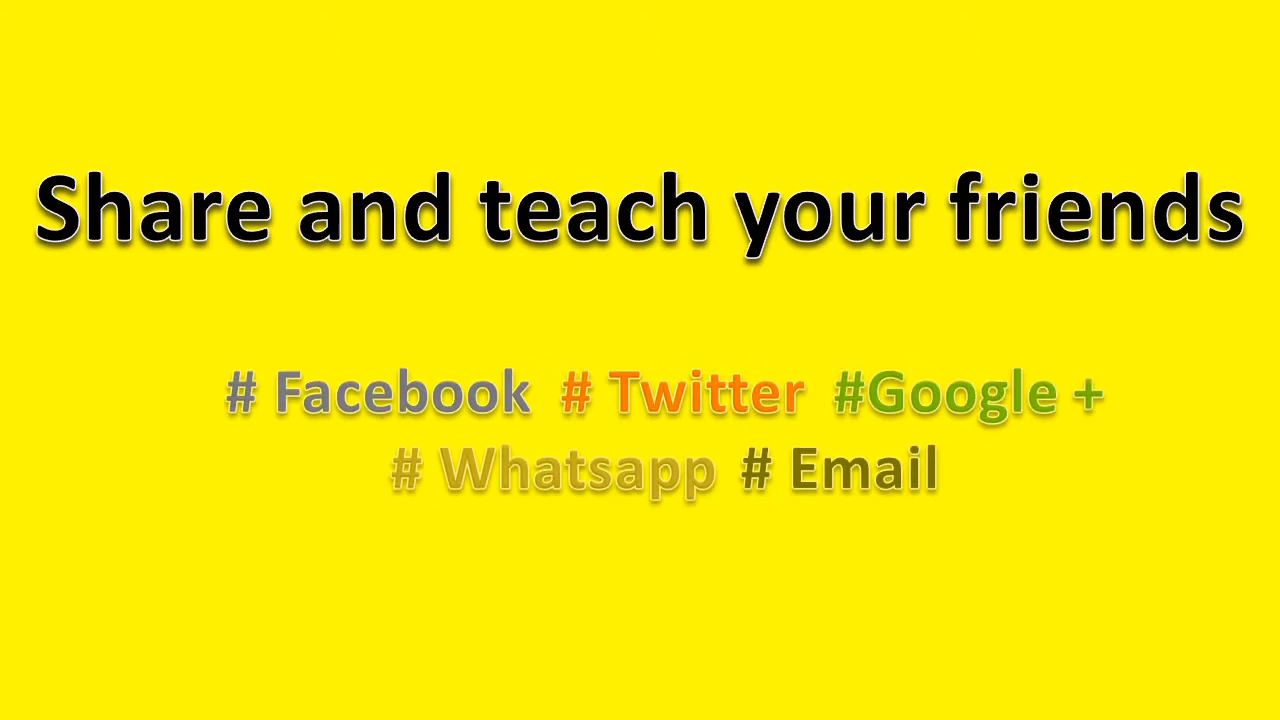 Share and teach your friends
# Facebook # Twitter #Google +
# Whatsapp # Email